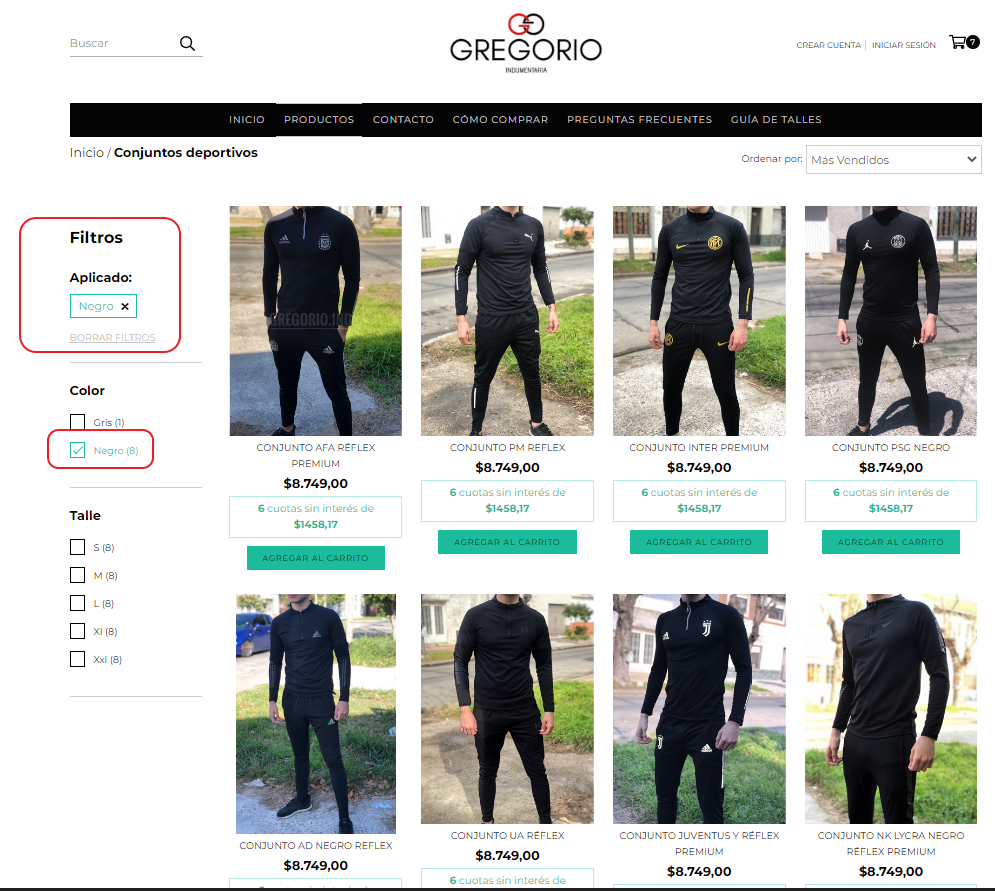 Buscar
GREGORIO
INDUMENTARIA
CREAR CUENTA | INICIAR SESIÓN
7
INICIO PRODUCTOS CONTACTO CÓMO COMPRAR PREGUNTAS FRECUENTES GUÍA DE TALLES
Inicio / Conjuntos deportivos
Ordenar por: Más Vendidos
Filtros
Aplicado:
Negro ×
BORRAR FILTROS
Color
Gris (1)
Negro (8)
Talle
S (8)
M (8)
L (8)
Xl (8)
Xxl (8)
adidas
GREGORIO.IND
CONJUNTO AFA RÉFLEX
PREMIUM
$8.749,00
6 cuotas sin interés de
$1458,17
AGREGAR AL CARRITO
CONJUNTO PM REFLEX
$8.749,00
6 cuotas sin interés de
$1458,17
AGREGAR AL CARRITO
CONJUNTO INTER PREMIUM
$8.749,00
6 cuotas sin interés de
$1458,17
AGREGAR AL CARRITO
CONJUNTO PSG NEGRO
$8.749,00
6 cuotas sin interés de
$1458,17
AGREGAR AL CARRITO
CONJUNTO AD NEGRO REFLEX
$8.749,00
6 cuotas sin interés de
CONJUNTO UA RÉFLEX
$8.749,00
6 cuotas sin interés de
CONJUNTO JUVENTUS Y RÉFLEX
PREMIUM
$8.749,00
CONJUNTO NK LYCRA NEGRO
RÉFLEX PREMIUM
$8.749,00